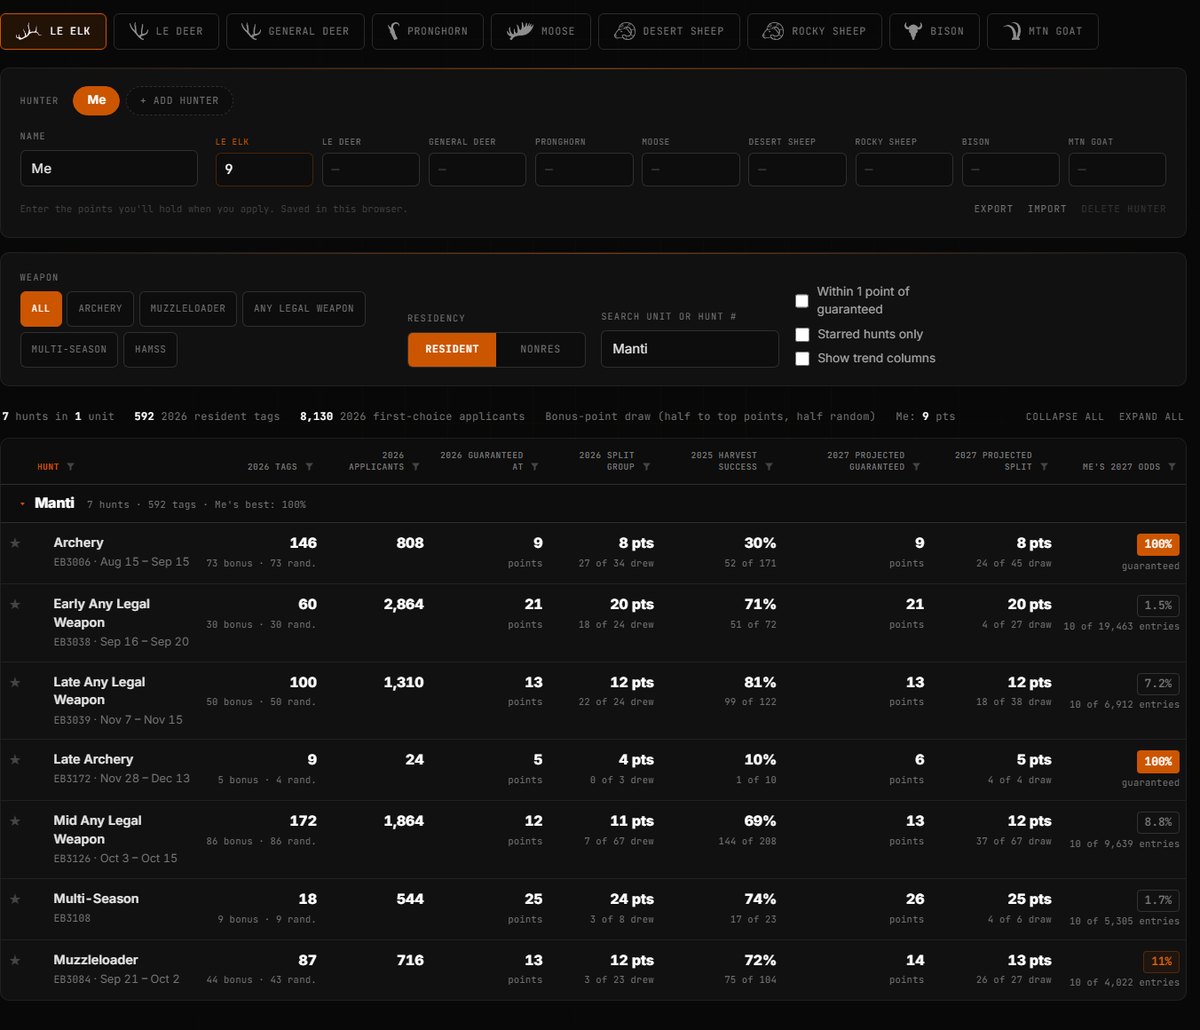 LE ELK LE DEER GENERAL DEER PRONGHORN MOOSE DESERT SHEEP ROCKY SHEEP BISON MTN GOAT
HUNTER Me + ADD HUNTER
NAME LE ELK LE DEER GENERAL DEER PRONGHORN MOOSE DESERT SHEEP ROCKY SHEEP BISON MTN GOAT
Me 9 — — — — — — — —
Enter the points you'll hold when you apply. Saved in this browser. EXPORT IMPORT DELETE HUNTER
WEAPON
ALL ARCHERY MUZZLELOADER ANY LEGAL WEAPON
MULTI-SEASON HAMSS
RESIDENCY
RESIDENT NONRES
SEARCH UNIT OR HUNT #
Manti
Within 1 point of
guaranteed
Starred hunts only
Show trend columns
7 hunts in 1 unit 592 2026 resident tags 8,130 2026 first-choice applicants Bonus-point draw (half to top points, half random) Me: 9 pts COLLAPSE ALL EXPAND ALL
HUNT 2026 TAGS 2026 APPLICANTS 2026 GUARANTEED AT 2026 SPLIT GROUP 2025 HARVEST SUCCESS 2027 PROJECTED GUARANTEED 2027 PROJECTED SPLIT ME'S 2027 ODDS
Manti 7 hunts · 592 tags · Me's best: 100%
★ Archery 146 808 9 8 pts 30% 9 8 pts 100%
EB3006 · Aug 15 – Sep 15 73 bonus · 73 rand. points 27 of 34 drew 52 of 171 points 24 of 45 draw guaranteed
★ Early Any Legal 60 2,864 21 20 pts 71% 21 20 pts 1.5%
Weapon 30 bonus · 30 rand. points 18 of 24 drew 51 of 72 points 4 of 27 draw 10 of 19,463 entries
EB3038 · Sep 16 – Sep 20
★ Late Any Legal 100 1,310 13 12 pts 81% 13 12 pts 7.2%
Weapon 50 bonus · 50 rand. points 22 of 24 drew 99 of 122 points 18 of 38 draw 10 of 6,912 entries
EB3039 · Nov 7 – Nov 15
★ Late Archery 9 24 5 4 pts 10% 6 5 pts 100%
EB3172 · Nov 28 – Dec 13 5 bonus · 4 rand. points 0 of 3 drew 1 of 10 points 4 of 4 draw guaranteed
★ Mid Any Legal 172 1,864 12 11 pts 69% 13 12 pts 8.8%
Weapon 86 bonus · 86 rand. points 7 of 67 drew 144 of 208 points 37 of 67 draw 10 of 9,639 entries
EB3126 · Oct 3 – Oct 15
★ Multi-Season 18 544 25 24 pts 74% 26 25 pts 1.7%
EB3108 9 bonus · 9 rand. points 3 of 8 drew 17 of 23 points 4 of 6 draw 10 of 5,305 entries
★ Muzzleloader 87 716 13 12 pts 72% 14 13 pts 11%
EB3084 · Sep 21 – Oct 2 44 bonus · 43 rand. points 3 of 23 drew 75 of 104 points 26 of 27 draw 10 of 4,022 entries